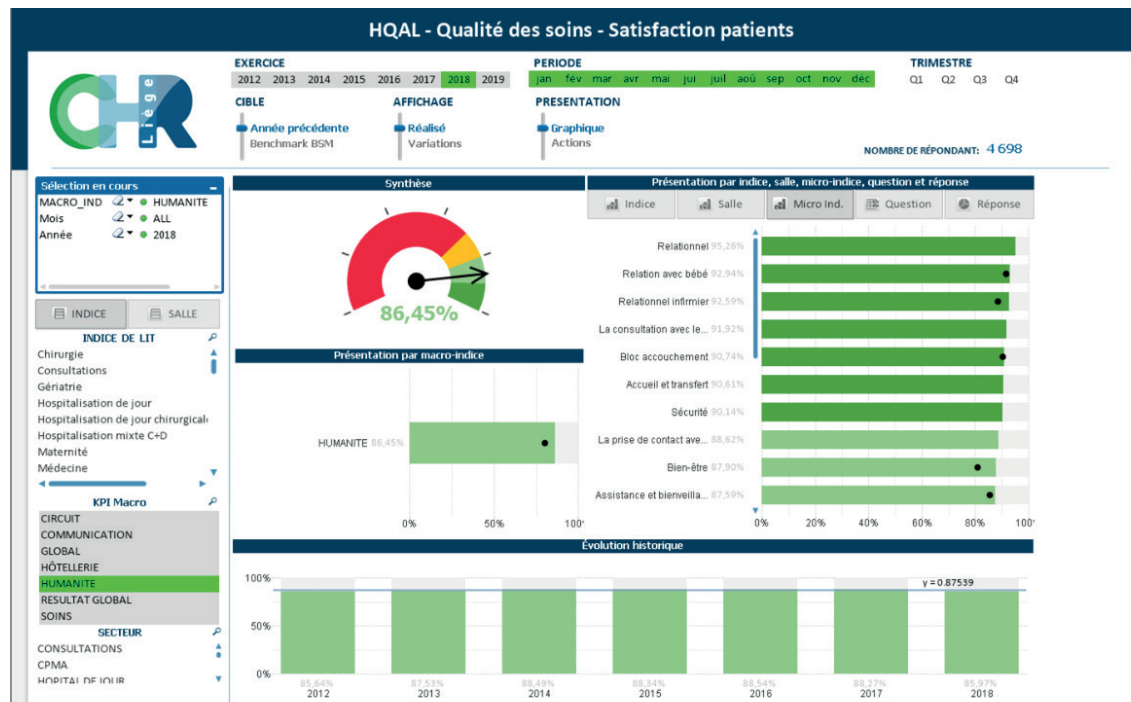 HQAL - Qualité des soins - Satisfaction patients
CHR
Liège
EXERCICE
2012 2013 2014 2015 2016 2017 2018 2019
PERIODE
jan fév mar avr mai jui juil aoû sep oct nov déc
TRIMESTRE
Q1 Q2 Q3 Q4
CIBLE
Année précédente
Benchmark BSM
AFFICHAGE
Réalisé
Variations
PRESENTATION
Graphique
Actions
NOMBRE DE RÉPONDANT: 4 698
Sélection en cours
MACRO_IND HUMANITE
Mois ALL
Année 2018
INDICE SALLE
INDICE DE LIT
Chirurgie
Consultations
Gériatrie
Hospitalisation de jour
Hospitalisation de jour chirurgical
Hospitalisation mixte C+D
Maternité
Médecine
KPI Macro
CIRCUIT
COMMUNICATION
GLOBAL
HÔTELLERIE
HUMANITE
RESULTAT GLOBAL
SOINS
SECTEUR
CONSULTATIONS
CPMA
HOPITAL DE JOUR
Synthèse
86,45%
Présentation par macro-indice
HUMANITE 86,45%
0% 50% 100'
Présentation par indice, salle, micro-indice, question et réponse
Indice Salle Micro Ind. Question Réponse
Relationnel 95,26%
Relation avec bébé 92,94%
Relationnel infirmier 92,59%
La consultation avec le... 91,92%
Bloc accouchement 90,74%
Accueil et transfert 90,61%
Sécurité 90,14%
La prise de contact ave... 88,62%
Bien-être 87,90%
Assistance et bienveilla... 87,59%
0% 20% 40% 60% 80% 100'
Évolution historique
y = 0.87539
100%
50%
0%
85,84% 87,53% 88,49% 88,34% 88,54% 88,27% 85,97%
2012 2013 2014 2015 2016 2017 2018